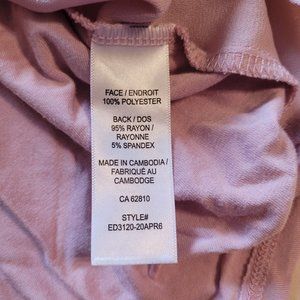 FACE / ENDROIT
100% POLYESTER
BACK / DOS
95% RAYON /
RAYONNE
5% SPANDEX
MADE IN CAMBODIA /
FABRIQUÉ AU
CAMBODGE
CA 62810
STYLE#
ED3120-20APR6